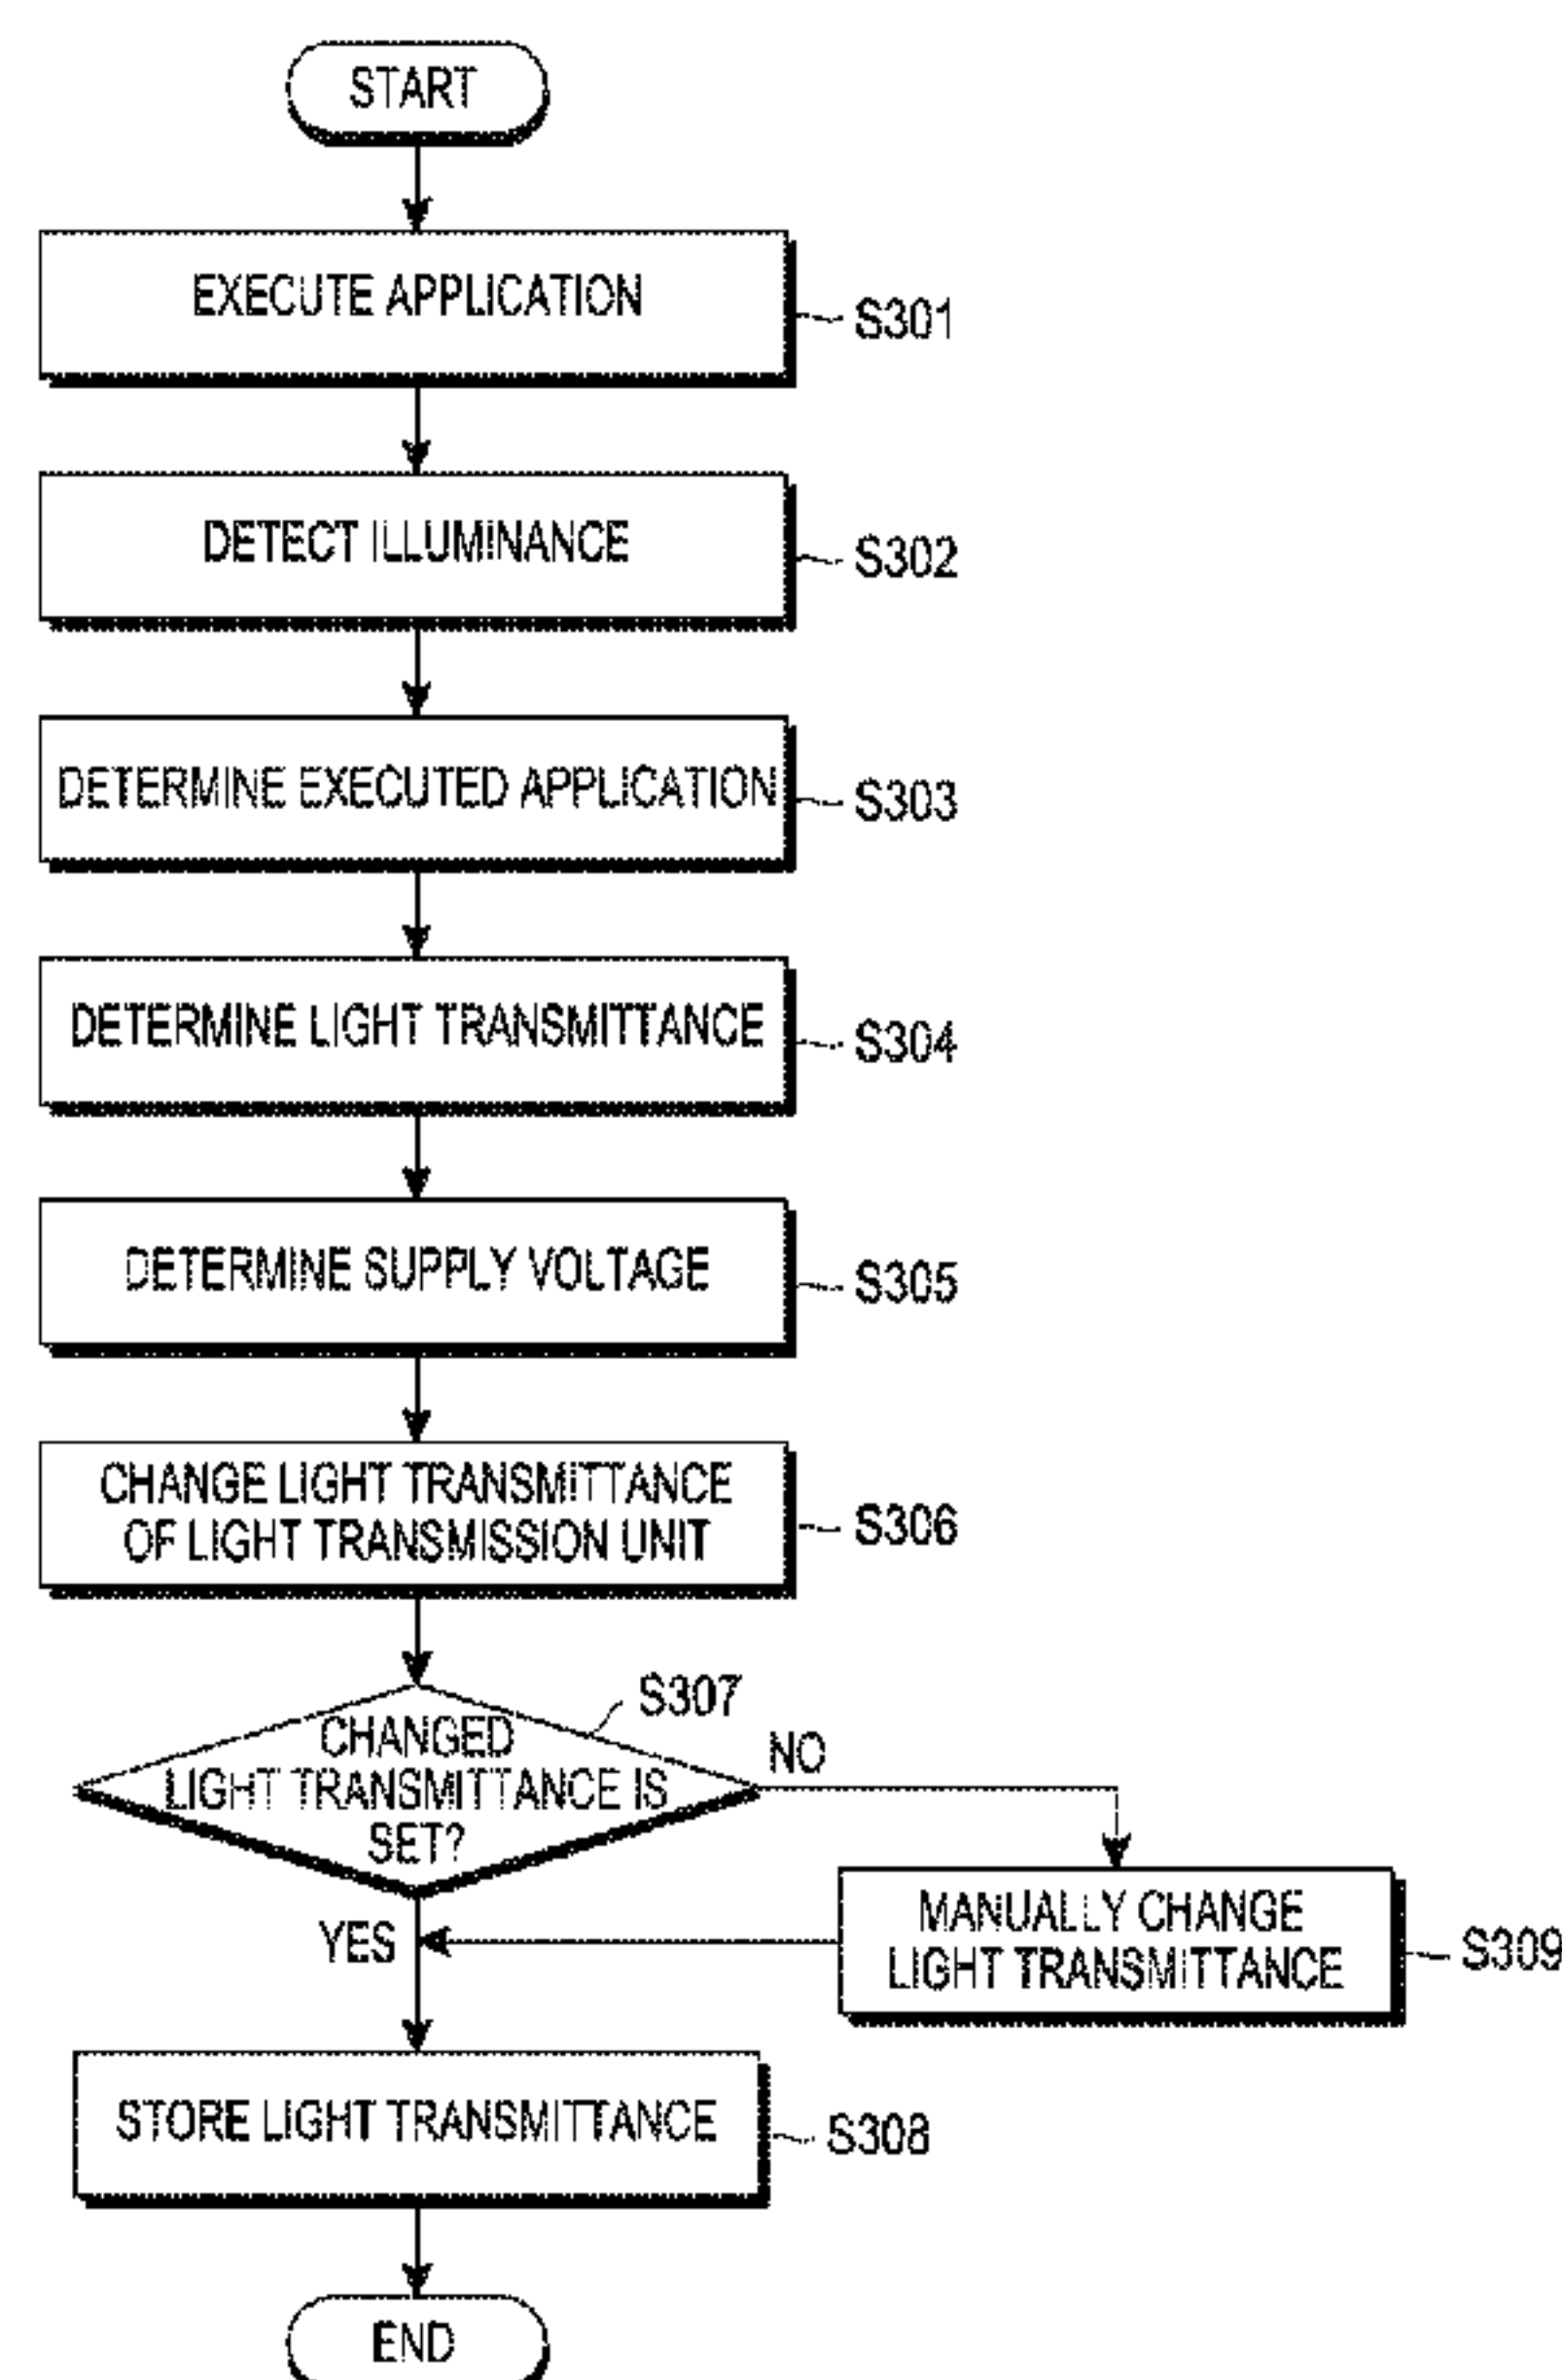 START
EXECUTE APPLICATION
S301
DETECT ILLUMINANCE
S302
DETERMINE EXECUTED APPLICATION
S303
DETERMINE LIGHT TRANSMITTANCE
S304
DETERMINE SUPPLY VOLTAGE
S305
CHANGE LIGHT TRANSMITTANCE
OF LIGHT TRANSMISSION UNIT
S306
S307
CHANGED
LIGHT TRANSMITTANCE IS
SET?
NO
MANUALLY CHANGE
LIGHT TRANSMITTANCE
S309
YES
STORE LIGHT TRANSMITTANCE
S308
END